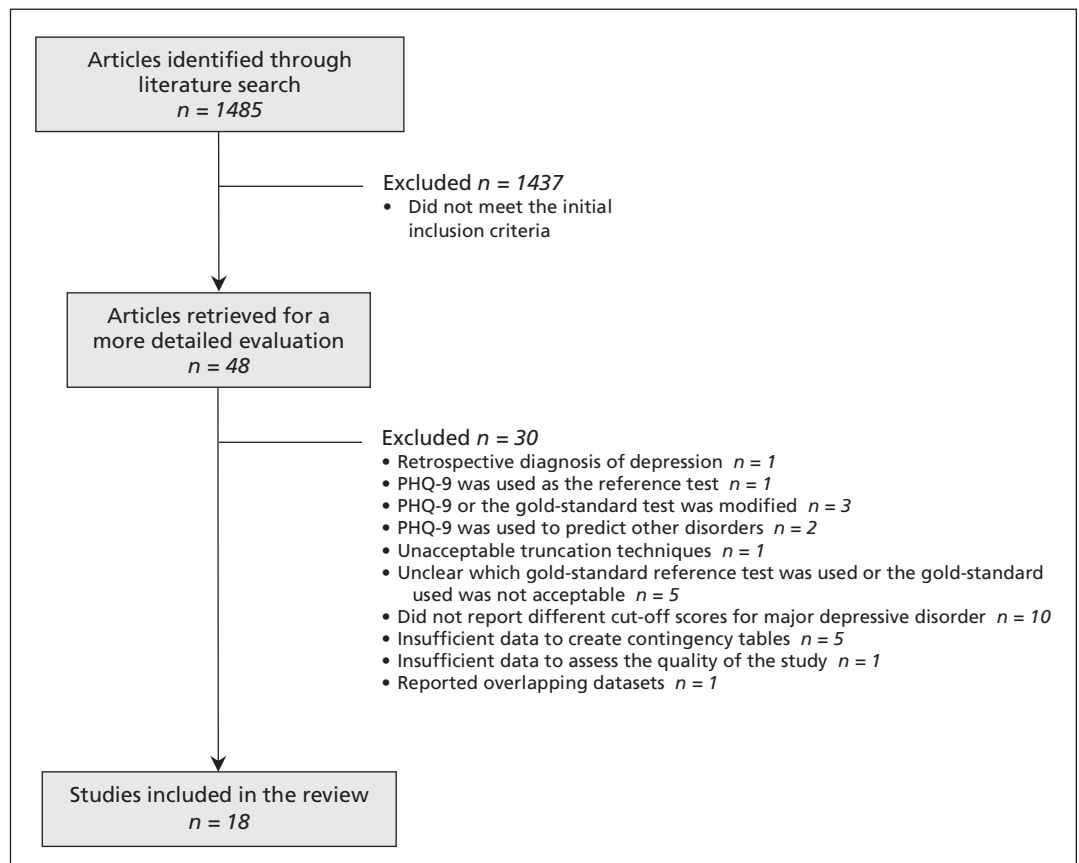 Articles identified through
literature search
n = 1485
Excluded n = 1437
• Did not meet the initial
inclusion criteria
Articles retrieved for a
more detailed evaluation
n = 48
Excluded n = 30
• Retrospective diagnosis of depression n = 1
• PHQ-9 was used as the reference test n = 1
• PHQ-9 or the gold-standard test was modified n = 3
• PHQ-9 was used to predict other disorders n = 2
• Unacceptable truncation techniques n = 1
• Unclear which gold-standard reference test was used or the gold-standard
used was not acceptable n = 5
• Did not report different cut-off scores for major depressive disorder n = 10
• Insufficient data to create contingency tables n = 5
• Insufficient data to assess the quality of the study n = 1
• Reported overlapping datasets n = 1
Studies included in the review
n = 18